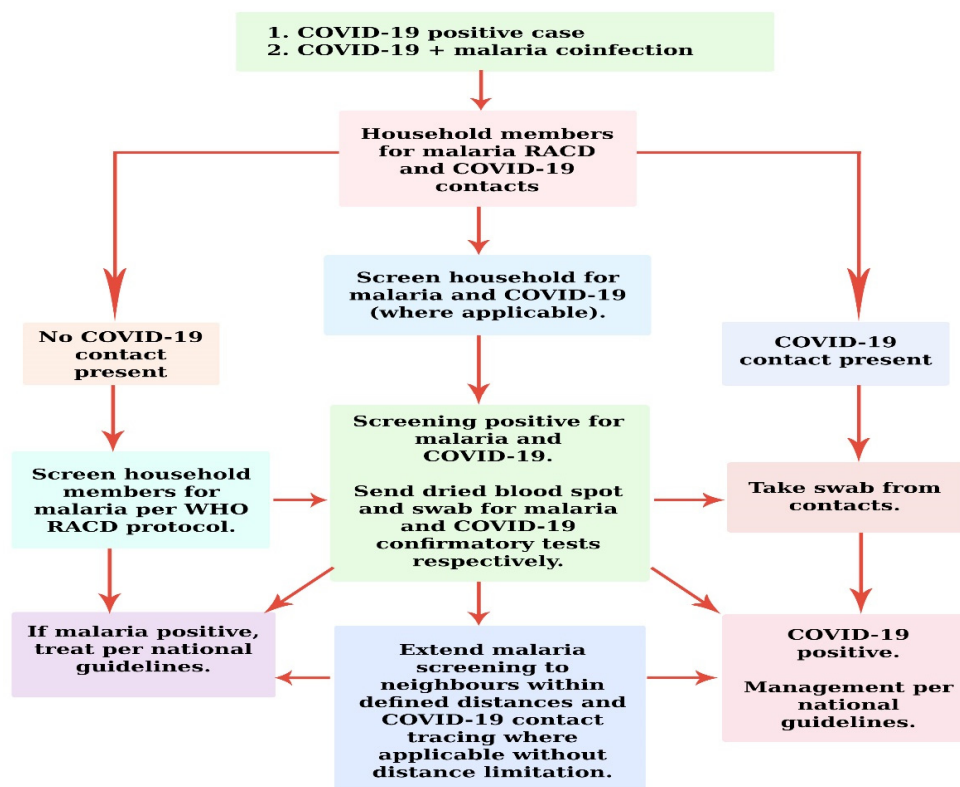 1. COVID-19 positive case
2. COVID-19 + malaria coinfection
Household members
for malaria RACD
and COVID-19
contacts
Screen household for
malaria and COVID-19
(where applicable).
No COVID-19
contact
present
COVID-19
contact present
Screening positive for
malaria and
COVID-19.
Send dried blood spot
and swab for malaria
and COVID-19
confirmatory tests
respectively.
Screen household
members for
malaria per WHO
RACD protocol.
Take swab from
contacts.
If malaria positive,
treat per national
guidelines.
Extend malaria
screening to
neighbours within
defined distances and
COVID-19 contact
tracing where
applicable without
distance limitation.
COVID-19
positive.
Management per
national
guidelines.